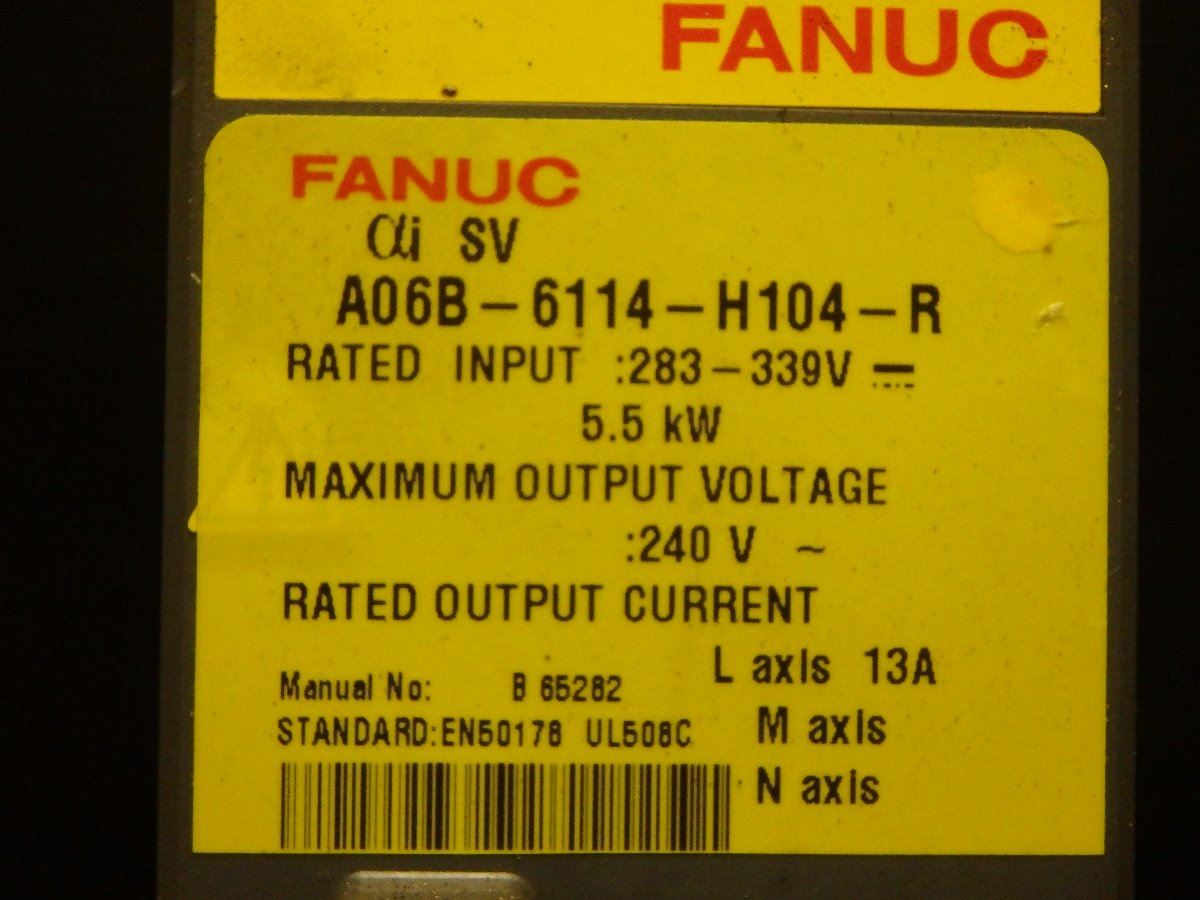 FANUC
FANUC
αi SV
A06B-6114-H104-R
RATED INPUT :283-339V ⎓
5.5 kW
MAXIMUM OUTPUT VOLTAGE
:240 V ~
RATED OUTPUT CURRENT
L axis 13A
Manual No: B 65282
M axis
STANDARD:EN50178 UL508C
N axis